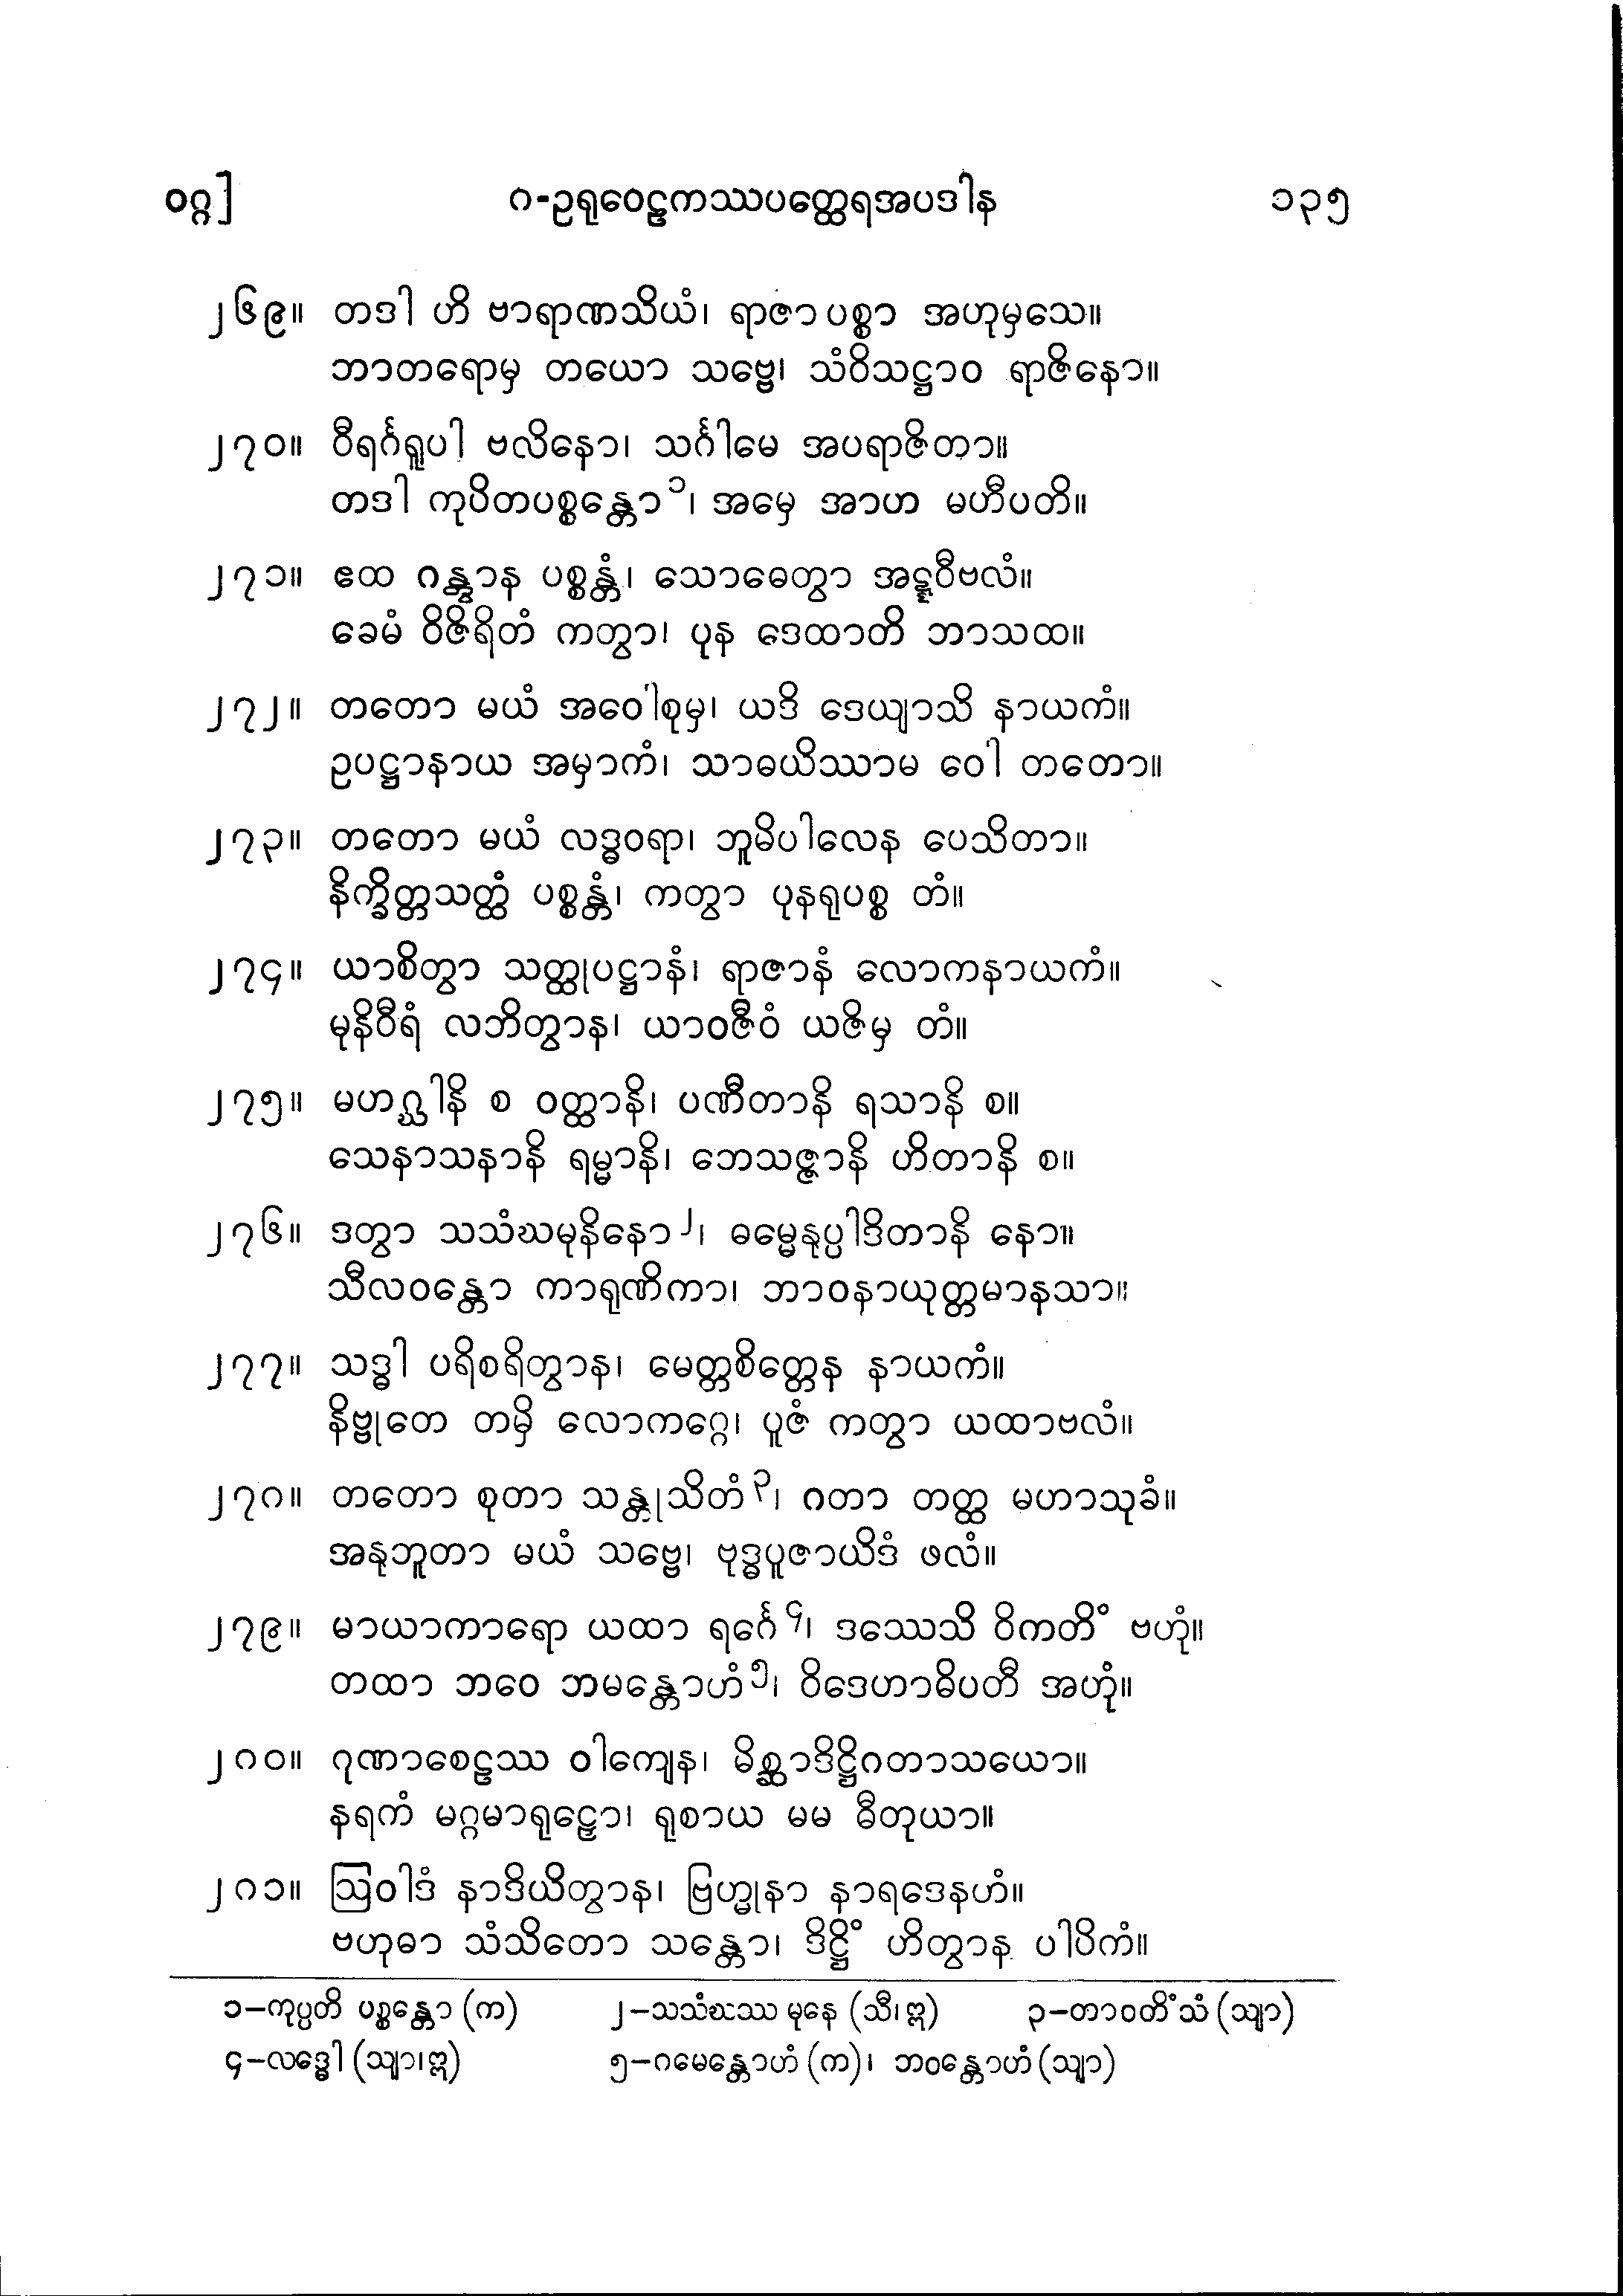 ဝဂ္ဂ] ဂ-ဥရုဝေဠကဿပတ္ထေရအပဒါန ၁၃၅
၂၆၉။ တဒါ ဟိ ဗာရာဏသိယံ၊ ရာဇာ ပစ္စာ အဟုမှသေ။
ဘာတရောမှ တယော သဗ္ဗေ၊ သံဝိသဋ္ဌာဝ ရာဇိနော။
၂၇၀။ ဝီရင်္ဂရူပါ ဗလိနော၊ သင်္ဂါမေ အပရာဇိတာ။
တဒါ ကုပိတပစ္စန္တော၁၊ အမှေ အာဟ မဟီပတိ။
၂၇၁။ ဧထ ဂန္တွာန ပစ္စန္တံ၊ သောဓေတွာ အဋ္ဋဝီဗလံ။
ခေမံ ဝိဇိရိတံ ကတွာ၊ ပုန ဒေထာတိ ဘာသထ။
၂၇၂။ တတော မယံ အဝေါစုမှ၊ ယဒိ ဒေယျာသိ နာယကံ။
ဥပဋ္ဌာနာယ အမှာကံ၊ သာဓယိဿာမ ဝေါ တတော။
၂၇၃။ တတော မယံ လဒ္ဓဝရာ၊ ဘူမိပါလေန ပေသိတာ။
နိက္ခိတ္တသတ္ထံ ပစ္စန္တံ၊ ကတွာ ပုနရုပစ္စ တံ။
၂၇၄။ ယာစိတွာ သတ္ထုပဋ္ဌာနံ၊ ရာဇာနံ လောကနာယကံ။
မုနိဝီရံ လဘိတွာန၊ ယာဝဇီဝံ ယဇိမှ တံ။
၂၇၅။ မဟဂ္ဃါနိ စ ဝတ္ထာနိ၊ ပဏီတာနိ ရသာနိ စ။
သေနာသနာနိ ရမ္မာနိ၊ ဘေသဇ္ဇာနိ ဟိတာနိ စ။
၂၇၆။ ဒတွာ သသံဃမုနိနော၂၊ ဓမ္မေနုပ္ပါဒိတာနိ နော။
သီလဝန္တော ကာရုဏိကာ၊ ဘာဝနာယုတ္တမာနသာ။
၂၇၇။ သဒ္ဓါ ပရိစရိတွာန၊ မေတ္တစိတ္တေန နာယကံ။
နိဗ္ဗုတေ တမှိ လောကဂ္ဂေ၊ ပူဇံ ကတွာ ယထာဗလံ။
၂၇၈။ တတော စုတာ သန္တုသိတံ၃၊ ဂတာ တတ္ထ မဟာသုခံ။
အနုဘူတာ မယံ သဗ္ဗေ၊ ဗုဒ္ဓပူဇာယိဒံ ဖလံ။
၂၇၉။ မာယာကာရော ယထာ ရင်္ဂေ၄၊ ဒဿေသိ ဝိကတိံ ဗဟုံ။
တထာ ဘဝေ ဘမန္တောဟံ၅၊ ဝိဒေဟာဓိပတီ အဟုံ။
၂၈၀။ ဂုဏာစေဠဿ ဝါကျေန၊ မိစ္ဆာဒိဋ္ဌိဂတာသယော။
နရကံ မဂ္ဂမာရုဠှော၊ ရုစာယ မမ ဓီတုယာ။
၂၈၁။ ဩဝါဒံ နာဒိယိတွာန၊ ဗြဟ္မုနာ နာရဒေနဟံ။
ဗဟုဓာ သံသိတော သန္တော၊ ဒိဋ္ဌိံ ဟိတွာန ပါပိကံ။
၁–ကုပ္ပတိ ပစ္စန္တော (က) ၂–သသံဃဿ မုနေ (သီ၊ ဣ) ၃–တာဝတိံသံ (သျာ)
၄–လဒ္ဓေါ (သျာ၊ ဣ) ၅–ဂမေန္တောဟံ (က)၊ ဘဝန္တောဟံ (သျာ)